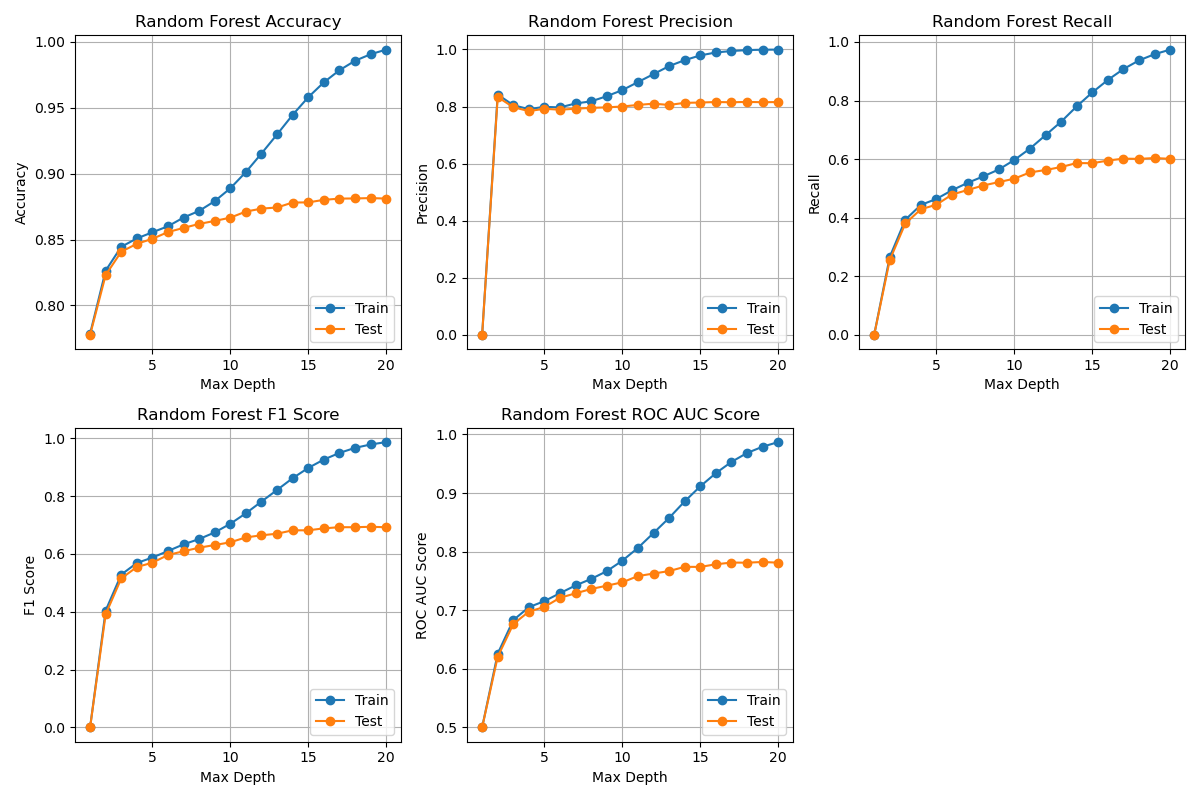 Random Forest Accuracy
1.00
0.95
0.90
0.85
0.80
Accuracy
5 10 15 20
Max Depth
Train
Test
Random Forest Precision
1.0
0.8
0.6
0.4
0.2
0.0
Precision
5 10 15 20
Max Depth
Train
Test
Random Forest Recall
1.0
0.8
0.6
0.4
0.2
0.0
Recall
5 10 15 20
Max Depth
Train
Test
Random Forest F1 Score
1.0
0.8
0.6
0.4
0.2
0.0
F1 Score
5 10 15 20
Max Depth
Train
Test
Random Forest ROC AUC Score
1.0
0.9
0.8
0.7
0.6
0.5
ROC AUC Score
5 10 15 20
Max Depth
Train
Test